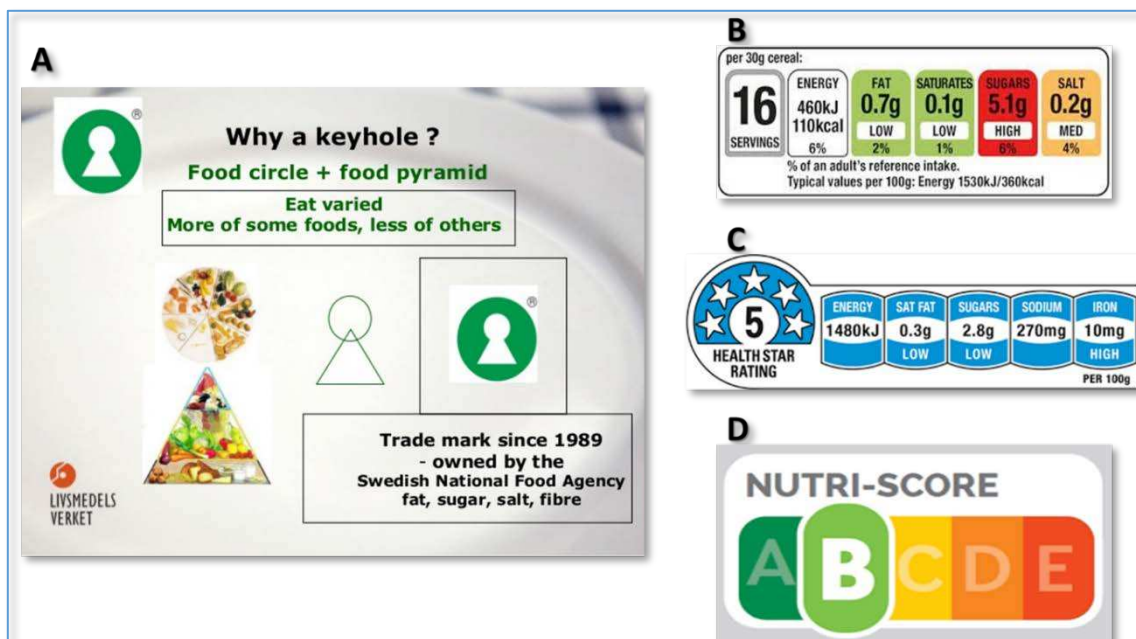 A
®
Why a keyhole ?
Food circle + food pyramid
Eat varied
More of some foods, less of others
®
Trade mark since 1989
- owned by the
Swedish National Food Agency
fat, sugar, salt, fibre
LIVSMEDELS
VERKET
B
per 30g cereal:
16
SERVINGS
ENERGY
460kJ
110kcal
6%
FAT
0.7g
LOW
2%
SATURATES
0.1g
LOW
1%
SUGARS
5.1g
HIGH
6%
SALT
0.2g
MED
4%
% of an adult's reference intake.
Typical values per 100g: Energy 1530kJ/360kcal
C
5
HEALTH STAR
RATING
ENERGY
1480kJ
SAT FAT
0.3g
LOW
SUGARS
2.8g
LOW
SODIUM
270mg
IRON
10mg
HIGH
PER 100g
D
NUTRI-SCORE
A B C D E